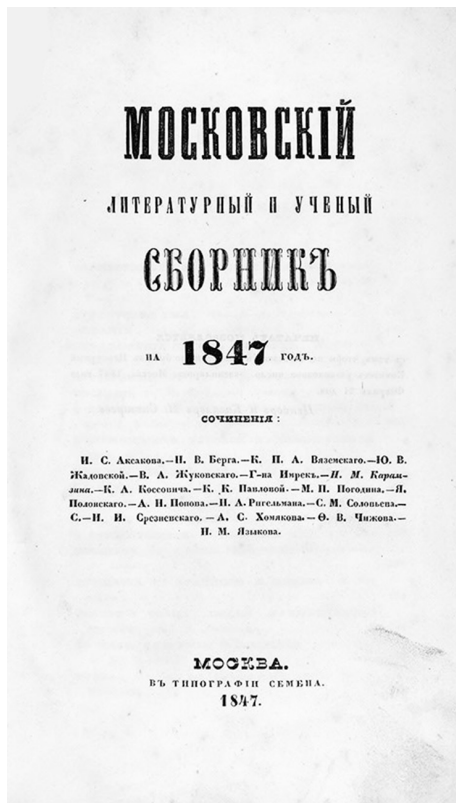 МОСКОВСКІЙ
ЛИТЕРАТУРНЫЙ И УЧЕНЫЙ
СБОРНИКЪ
НА 1847 ГОДЪ.
СОЧИНЕНІЯ:
И. С. Аксакова.—Н. В. Берга.—К. П. А. Вяземскаго.—Ю. В.
Жадовской.—В. А. Жуковскаго.—Г-на Имрекъ.—Н. М. Карам-
зина.—К. А. Коссовича.—К. К. Павловой.—М. П. Погодина.—Я.
Полонскаго.—А. Н. Попова.—Н. А. Ригельмана.—С. М. Соловьева.—
С.—И. И. Срезневскаго.—А. С. Хомякова.—Ѳ. В. Чижова.—
Н. М. Языкова.
МОСКВА.
ВЪ ТИПОГРАФІИ СЕМЕНА.
1847.